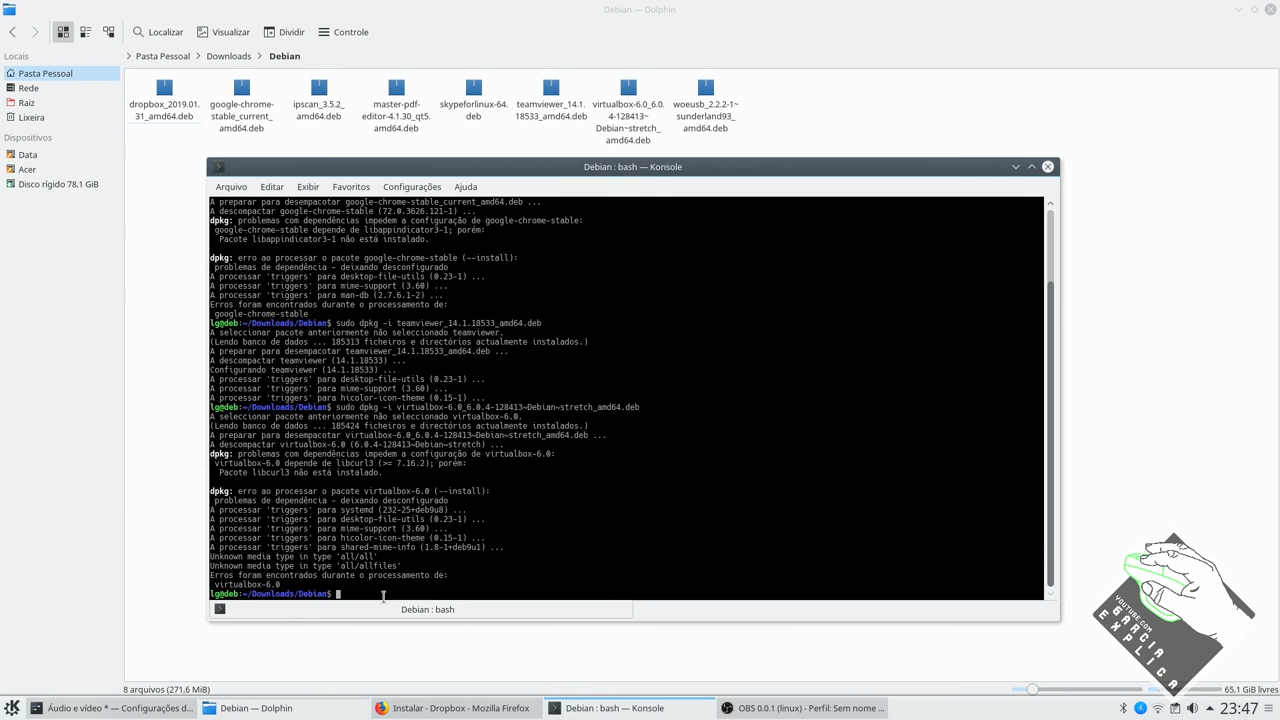 Debian — Dolphin
Localizar
Visualizar
Dividir
Controle
Locais
Pasta Pessoal
Rede
Raiz
Lixeira
Dispositivos
Data
Acer
Disco rígido 78,1 GiB
> Pasta Pessoal > Downloads > Debian
dropbox_2019.01.
31_amd64.deb
google-chrome-
stable_current_
amd64.deb
ipscan_3.5.2_
amd64.deb
master-pdf-
editor-4.1.30_qt5.
amd64.deb
skypeforlinux-64.
deb
teamviewer_14.1.
18533_amd64.deb
virtualbox-6.0_6.0.
4-128413~
Debian~stretch_
amd64.deb
woeusb_2.2.2-1~
sunderland93_
amd64.deb
Debian : bash — Konsole
Arquivo Editar Exibir Favoritos Configurações Ajuda
A preparar para desempacotar google-chrome-stable_current_amd64.deb ...
A descompactar google-chrome-stable (72.0.3626.121-1) ...
dpkg: problemas com dependências impedem a configuração de google-chrome-stable:
google-chrome-stable depende de libappindicator3-1; porém:
Pacote libappindicator3-1 não está instalado.
dpkg: erro ao processar o pacote google-chrome-stable (--install):
problemas de dependência - deixando desconfigurado
A processar 'triggers' para desktop-file-utils (0.23-1) ...
A processar 'triggers' para mime-support (3.60) ...
A processar 'triggers' para man-db (2.7.6.1-2) ...
Erros foram encontrados durante o processamento de:
google-chrome-stable
lg@deb:~/Downloads/Debian$ sudo dpkg -i teamviewer_14.1.18533_amd64.deb
A seleccionar pacote anteriormente não seleccionado teamviewer.
(Lendo banco de dados ... 185313 ficheiros e directórios actualmente instalados.)
A preparar para desempacotar teamviewer_14.1.18533_amd64.deb ...
A descompactar teamviewer (14.1.18533) ...
Configurando teamviewer (14.1.18533) ...
A processar 'triggers' para desktop-file-utils (0.23-1) ...
A processar 'triggers' para mime-support (3.60) ...
A processar 'triggers' para hicolor-icon-theme (0.15-1) ...
lg@deb:~/Downloads/Debian$ sudo dpkg -i virtualbox-6.0_6.0.4-128413~Debian~stretch_amd64.deb
A seleccionar pacote anteriormente não seleccionado virtualbox-6.0.
(Lendo banco de dados ... 185424 ficheiros e directórios actualmente instalados.)
A preparar para desempacotar virtualbox-6.0_6.0.4-128413~Debian~stretch_amd64.deb ...
A descompactar virtualbox-6.0 (6.0.4-128413~Debian~stretch) ...
dpkg: problemas com dependências impedem a configuração de virtualbox-6.0:
virtualbox-6.0 depende de libcurl3 (>= 7.16.2); porém:
Pacote libcurl3 não está instalado.
dpkg: erro ao processar o pacote virtualbox-6.0 (--install):
problemas de dependência - deixando desconfigurado
A processar 'triggers' para systemd (232-25+deb9u8) ...
A processar 'triggers' para desktop-file-utils (0.23-1) ...
A processar 'triggers' para mime-support (3.60) ...
A processar 'triggers' para hicolor-icon-theme (0.15-1) ...
A processar 'triggers' para shared-mime-info (1.8-1+deb9u1) ...
Unknown media type in type 'all/all'
Unknown media type in type 'all/allfiles'
Erros foram encontrados durante o processamento de:
virtualbox-6.0
lg@deb:~/Downloads/Debian$
Debian : bash
YOUTUBE.COM
EGARCIA
EXPLICA
8 arquivos (271,6 MiB)
65,1 GiB livres
Áudio e vídeo * — Configurações d...
Debian — Dolphin
Instalar - Dropbox - Mozilla Firefox
Debian : bash — Konsole
OBS 0.0.1 (linux) - Perfil: Sem nome ...
23:47